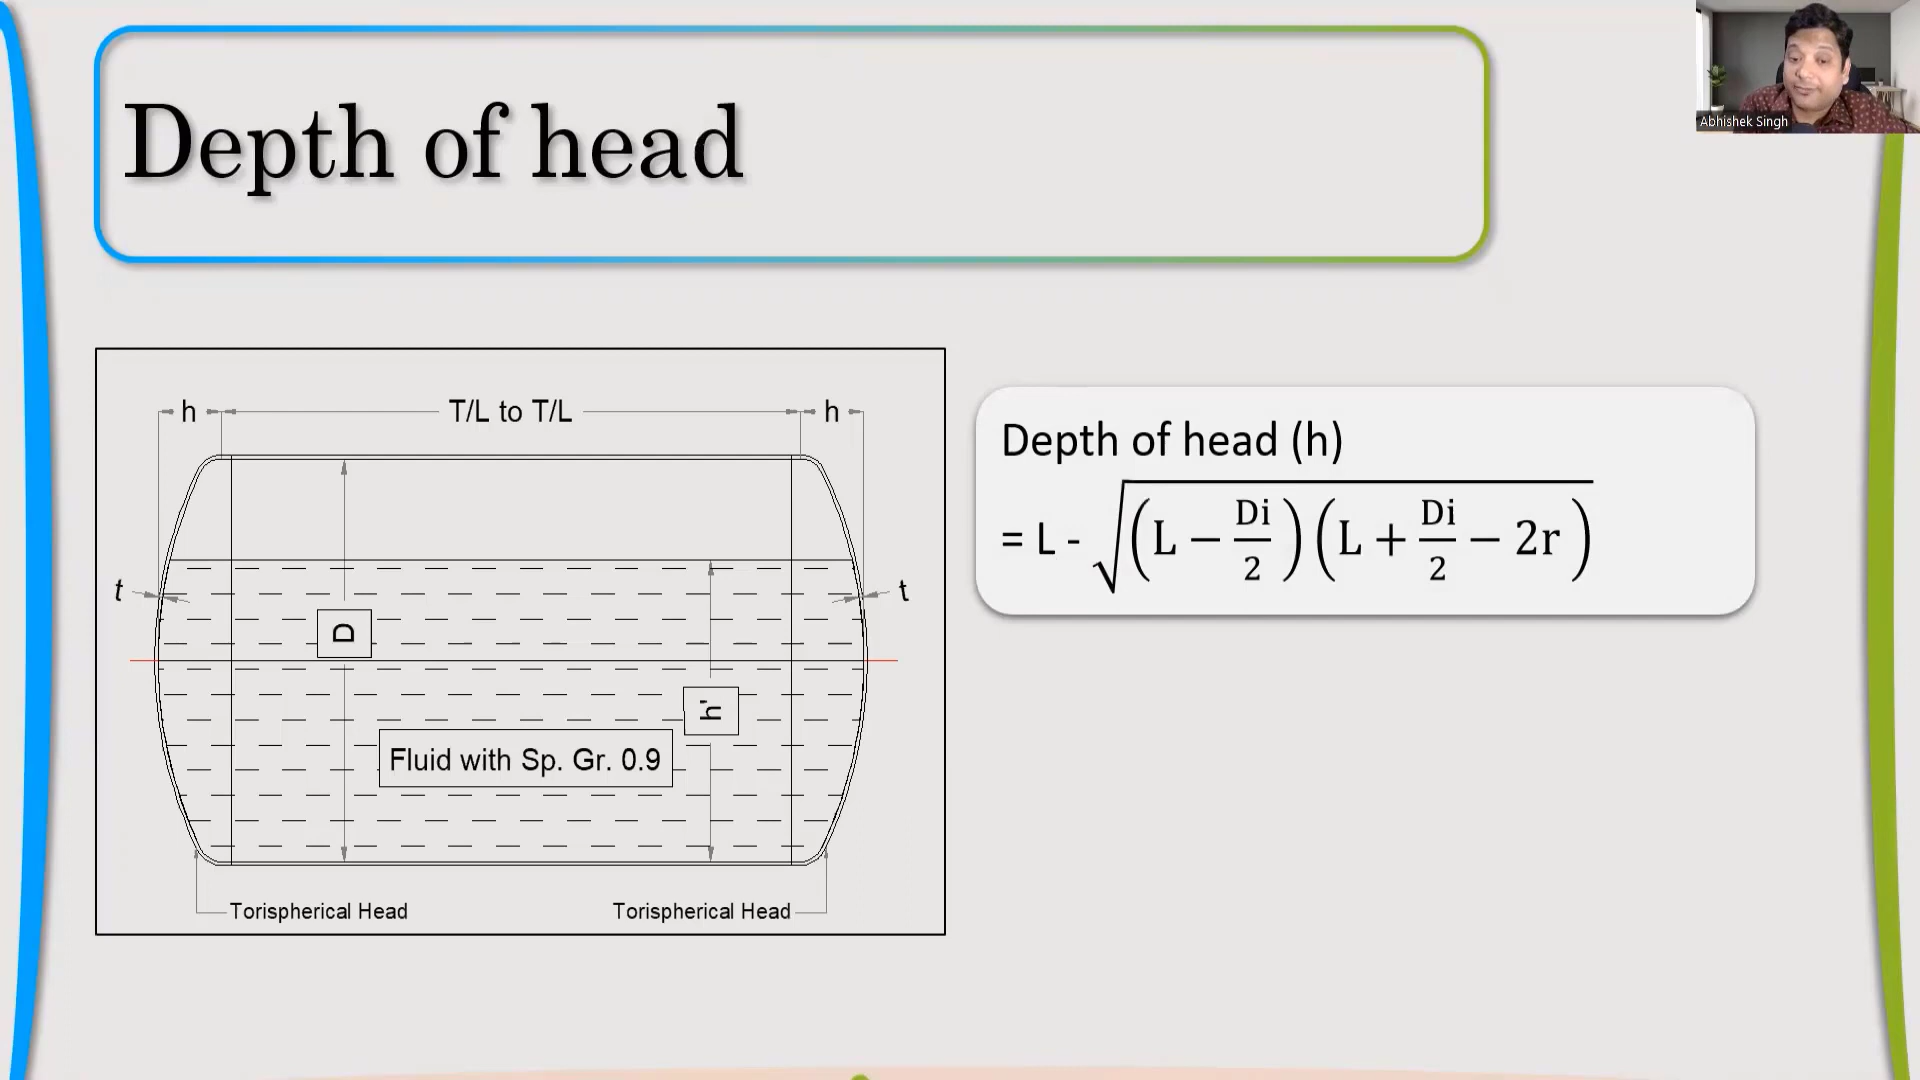 Abhishek Singh
Depth of head
h T/L to T/L h
t t
D
h'
Fluid with Sp. Gr. 0.9
Torispherical Head Torispherical Head
Depth of head (h)
= L - √(L − Di/2)(L + Di/2 − 2r)